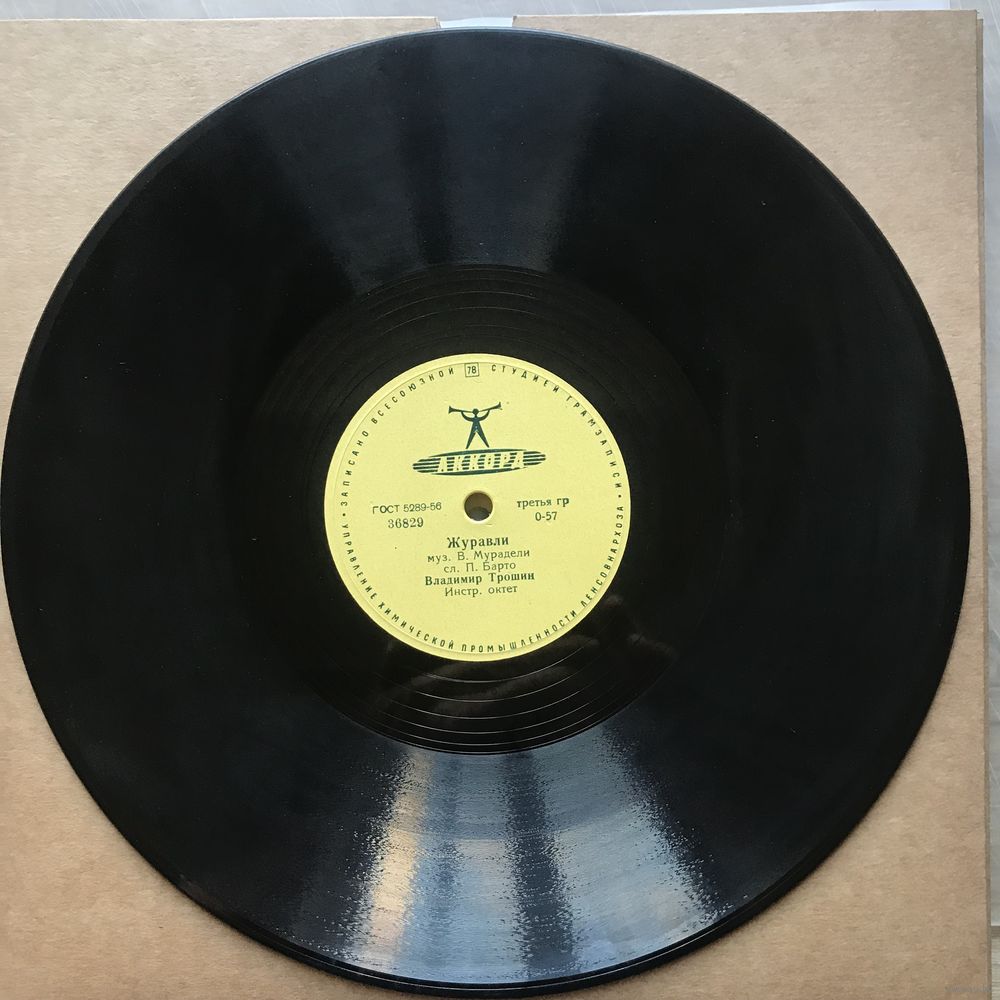 ЗАПИСАНО ВСЕСОЮЗНОЙ 78 СТУДИЕЙ ГРАМЗАПИСИ
АККОРД
ГОСТ 5289-56 третья гр
36829 0-57
Журавли
муз. В. Мурадели
сл. П. Барто
Владимир Трошин
Инстр. октет
УПРАВЛЕНИЕ ХИМИЧЕСКОЙ ПРОМЫШЛЕННОСТИ ЛЕНСОВНАРХОЗА